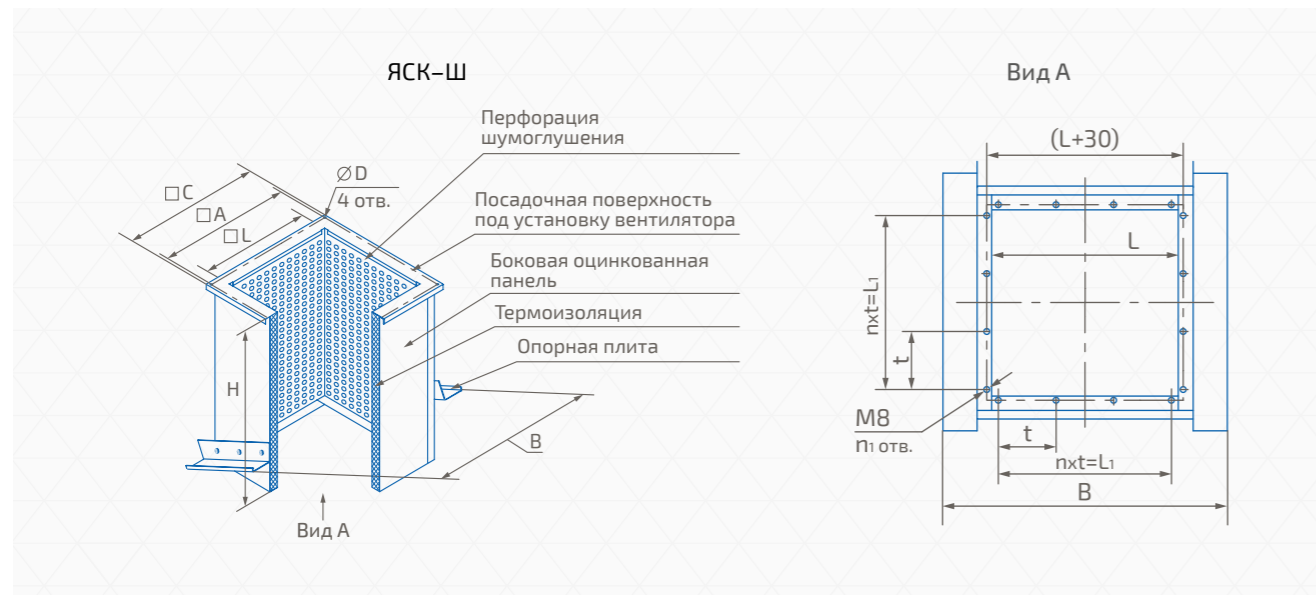 ЯСК–Ш
Перфорация
шумоглушения
∅D
4 отв.
□C
□A
□L
Посадочная поверхность
под установку вентилятора
Боковая оцинкованная
панель
Термоизоляция
Опорная плита
H
B
Вид А
Вид А
(L+30)
L
nxt=L1
t
M8
n1 отв.
t
nxt=L1
B